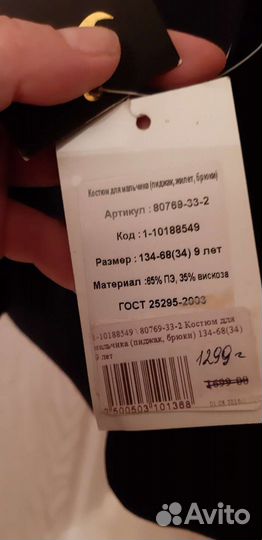 Костюм для мальчика (пиджак, жилет, брюки)
Артикул : 80769-33-2
Код : 1-10188549
Размер : 134-68(34) 9 лет
Материал :65% ПЭ, 35% вискоза
ГОСТ 25295-2003
1-10188549 \ 80769-33-2 Костюм для
мальчика (пиджак, брюки) 134-68(34)
9 лет
1299=
1699-00
2500503101368
Avito